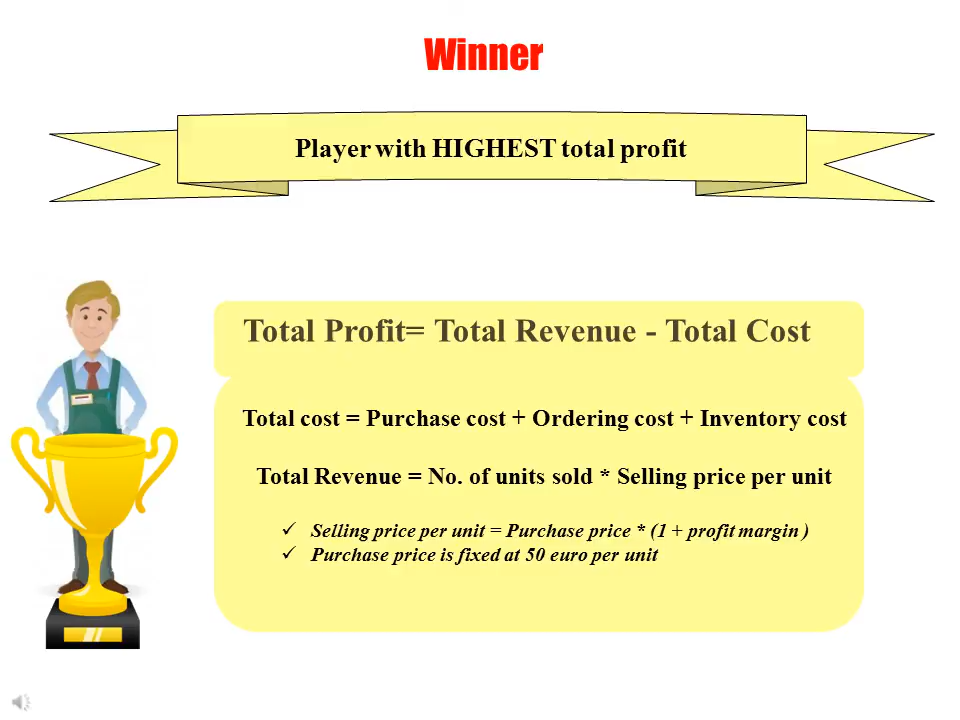 Winner
Player with HIGHEST total profit
Total Profit= Total Revenue - Total Cost
Total cost = Purchase cost + Ordering cost + Inventory cost
Total Revenue = No. of units sold * Selling price per unit
✓ Selling price per unit = Purchase price * (1 + profit margin )
✓ Purchase price is fixed at 50 euro per unit